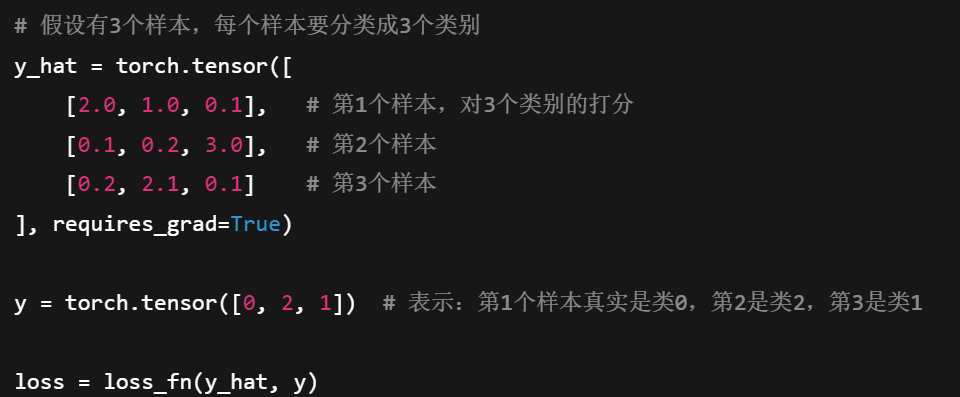 # 假设有3个样本，每个样本要分类成3个类别
y_hat = torch.tensor([
    [2.0, 1.0, 0.1],   # 第1个样本，对3个类别的打分
    [0.1, 0.2, 3.0],   # 第2个样本
    [0.2, 2.1, 0.1]    # 第3个样本
], requires_grad=True)
y = torch.tensor([0, 2, 1])  # 表示：第1个样本真实是类0，第2是类2，第3是类1
loss = loss_fn(y_hat, y)